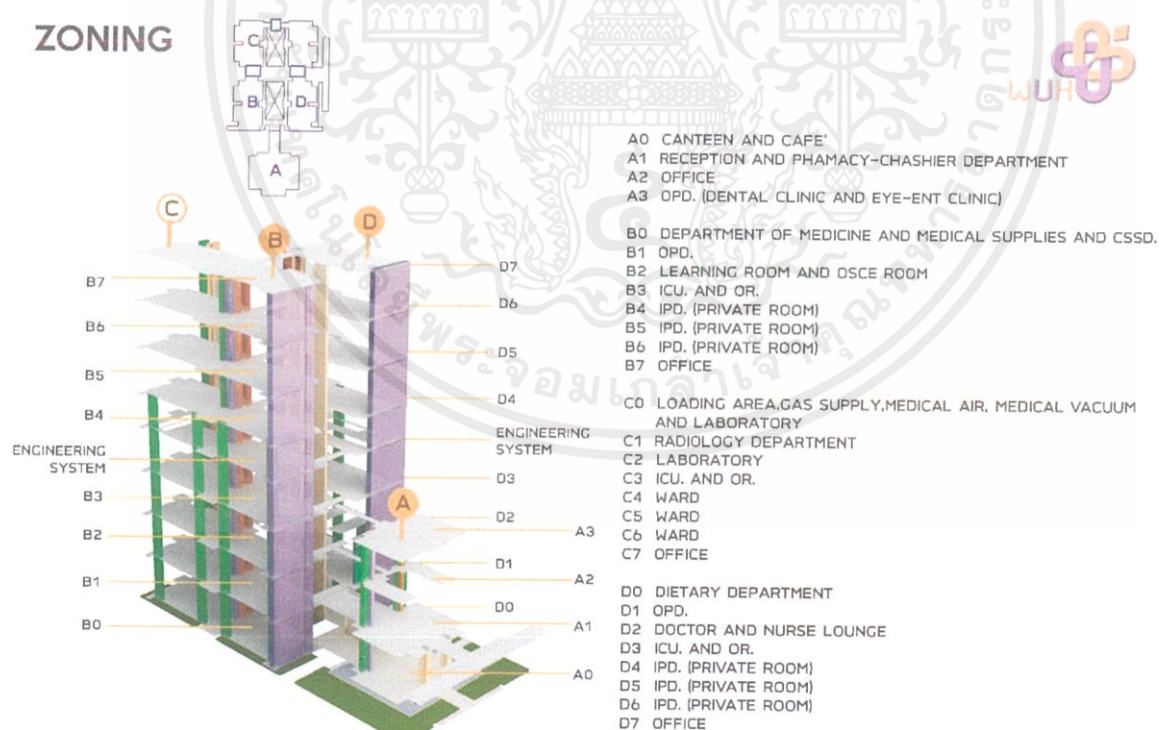 ZONING
C
B
D
A
WUH
A0 CANTEEN AND CAFE'
A1 RECEPTION AND PHAMACY-CHASHIER DEPARTMENT
A2 OFFICE
A3 OPD. (DENTAL CLINIC AND EYE-ENT CLINIC)
B0 DEPARTMENT OF MEDICINE AND MEDICAL SUPPLIES AND CSSD.
B1 OPD.
B2 LEARNING ROOM AND OSCE ROOM
B3 ICU. AND OR.
B4 IPD. (PRIVATE ROOM)
B5 IPD. (PRIVATE ROOM)
B6 IPD. (PRIVATE ROOM)
B7 OFFICE
C0 LOADING AREA,GAS SUPPLY,MEDICAL AIR, MEDICAL VACUUM
AND LABORATORY
C1 RADIOLOGY DEPARTMENT
C2 LABORATORY
C3 ICU. AND OR.
C4 WARD
C5 WARD
C6 WARD
C7 OFFICE
D0 DIETARY DEPARTMENT
D1 OPD.
D2 DOCTOR AND NURSE LOUNGE
D3 ICU. AND OR.
D4 IPD. (PRIVATE ROOM)
D5 IPD. (PRIVATE ROOM)
D6 IPD. (PRIVATE ROOM)
D7 OFFICE
C
B
D
A
B7
B6
B5
B4
ENGINEERING
SYSTEM
B3
B2
B1
B0
D7
D6
D5
D4
ENGINEERING
SYSTEM
D3
D2
D1
D0
A3
A2
A1
A0